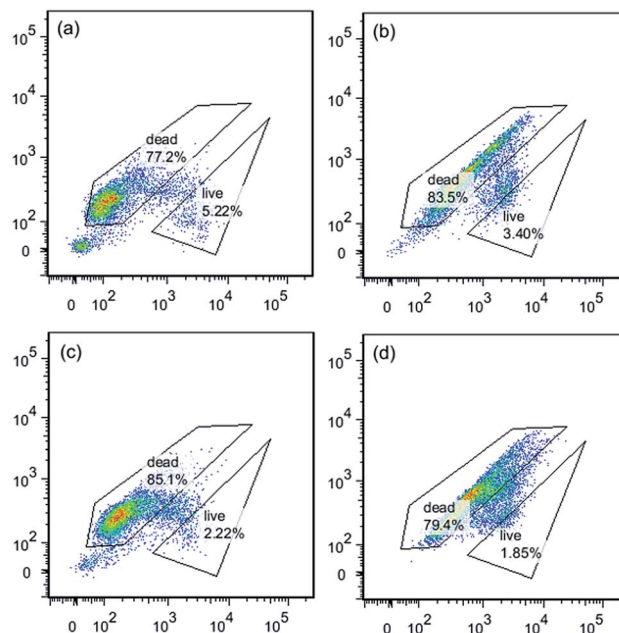 (a)
10⁵
10⁴
10³
10²
0
dead
77.2%
live
5.22%
0 10² 10³ 10⁴ 10⁵
(b)
10⁵
10⁴
10³
10²
0
dead
83.5%
live
3.40%
0 10² 10³ 10⁴ 10⁵
(c)
10⁵
10⁴
10³
10²
0
dead
85.1%
live
2.22%
0 10² 10³ 10⁴ 10⁵
(d)
10⁵
10⁴
10³
10²
0
dead
79.4%
live
1.85%
0 10² 10³ 10⁴ 10⁵